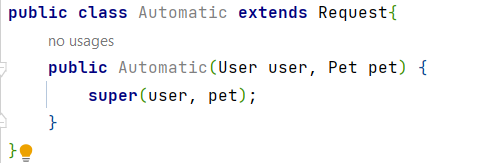 public class Automatic extends Request{
no usages
public Automatic(User user, Pet pet) {
super(user, pet);
}
}